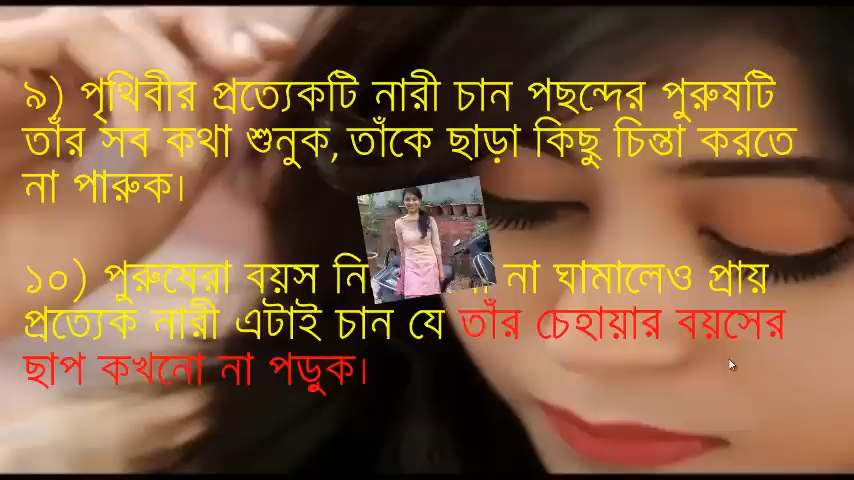 ৯) পৃথিবীর প্রত্যেকটি নারী চান পছন্দের পুরুষটি
তাঁর সব কথা শুনুক, তাঁকে ছাড়া কিছু চিন্তা করতে
না পারুক।
১০) পুরুষেরা বয়স না ঘামালেও প্রায়
প্রত্যেক নারী এটাই চান যে তাঁর চেহায়ার বয়সের
ছাপ কখনো না পড়ুক।